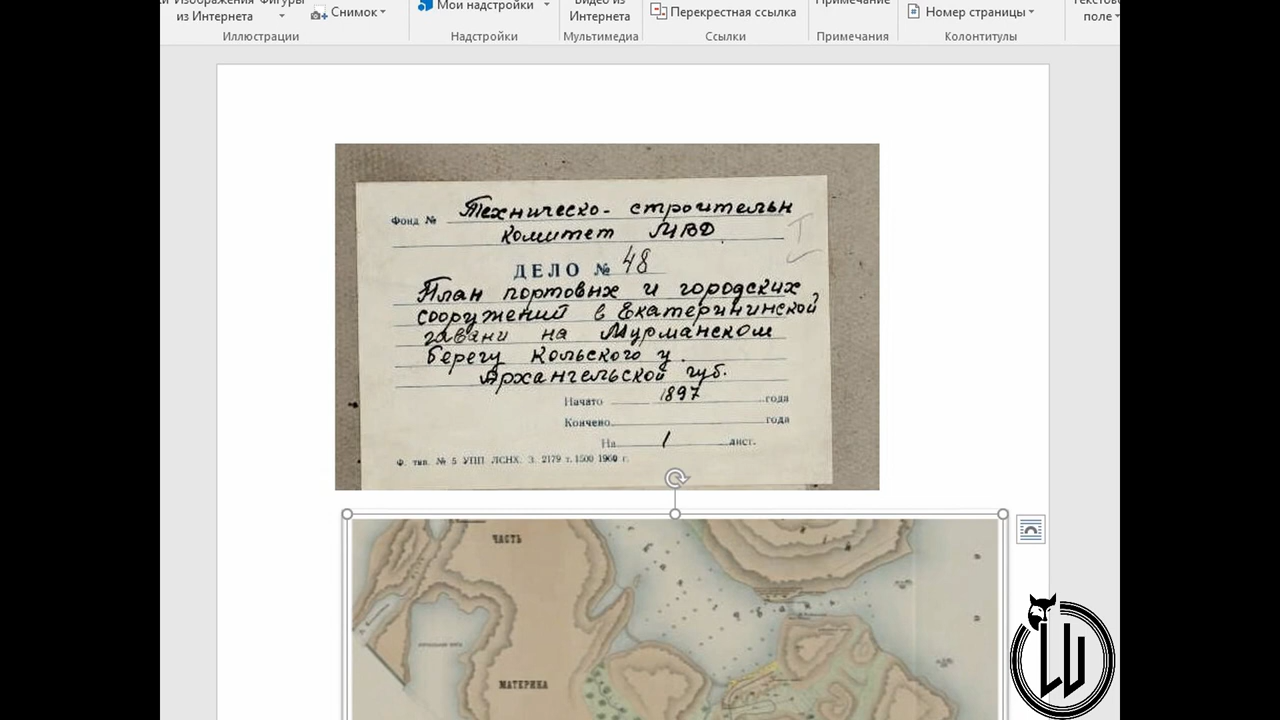 Изображения
из Интернета
Фигуры
Снимок
Иллюстрации
Мои надстройки
Надстройки
Видео из
Интернета
Мультимедиа
Перекрестная ссылка
Ссылки
Примечание
Примечания
Номер страницы
Колонтитулы
поле
Фонд № Техническо- строительн
комитет МВД
ДЕЛО № 48
План портовых и городских
сооружений в Екатерининской
гавани на Мурманском
берегу Кольского у.
Архангельской губ.
Начато 1897 года
Кончено года
На 1 лист.
Ф. тип. № 5 УПП ЛСНХ. З. 2179 т. 1500 1960 г.
I
ЧАСТЬ
МАТЕРИКА
LU